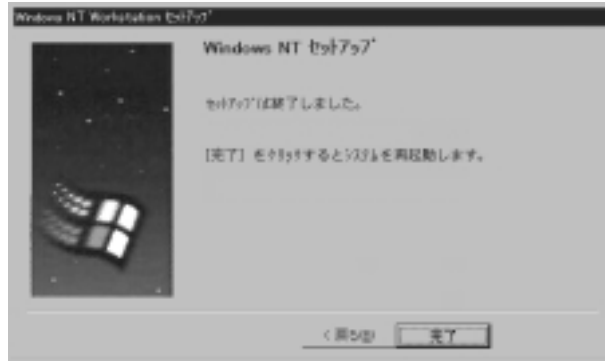 Windows NT Workstation ｾｯﾄｱｯﾌﾟ
Windows NT ｾｯﾄｱｯﾌﾟ
ｾｯﾄｱｯﾌﾟは終了しました。
[完了] をｸﾘｯｸするとｼｽﾃﾑを再起動します。
< 戻る(B)
完了